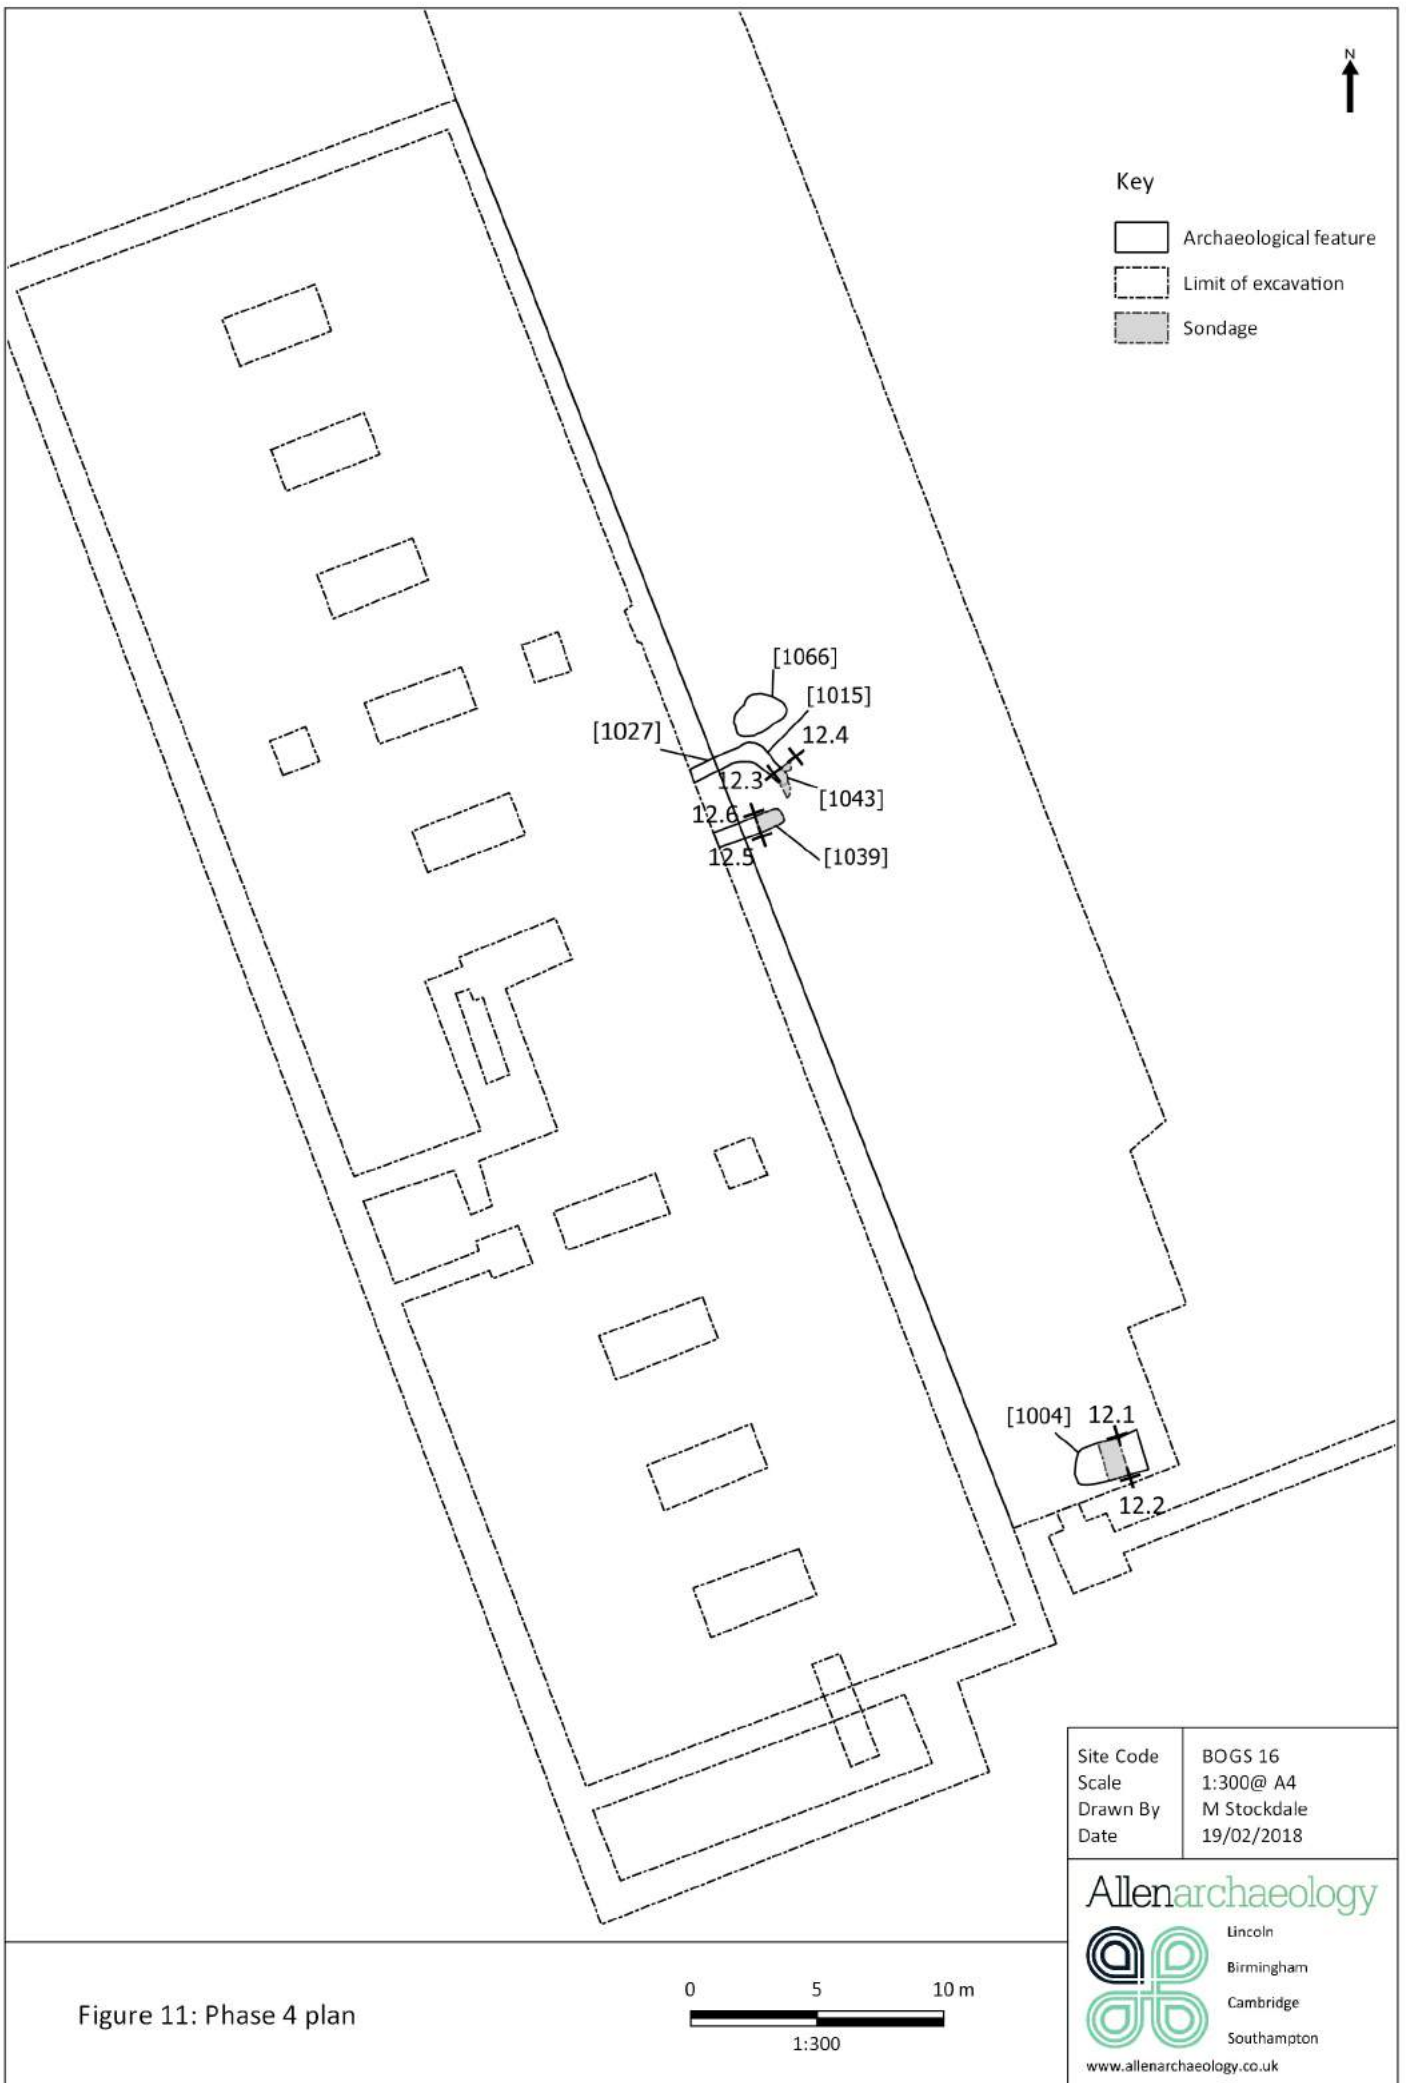 N
Key
Archaeological feature
Limit of excavation
Sondage
[1066]
[1015]
[1027]
12.4
12.3
[1043]
12.6
12.5
[1039]
[1004] 12.1
12.2
Site Code BOGS 16
Scale 1:300@ A4
Drawn By M Stockdale
Date 19/02/2018
Allenarchaeology
Lincoln
Birmingham
Cambridge
Southampton
www.allenarchaeology.co.uk
Figure 11: Phase 4 plan
0 5 10 m
1:300